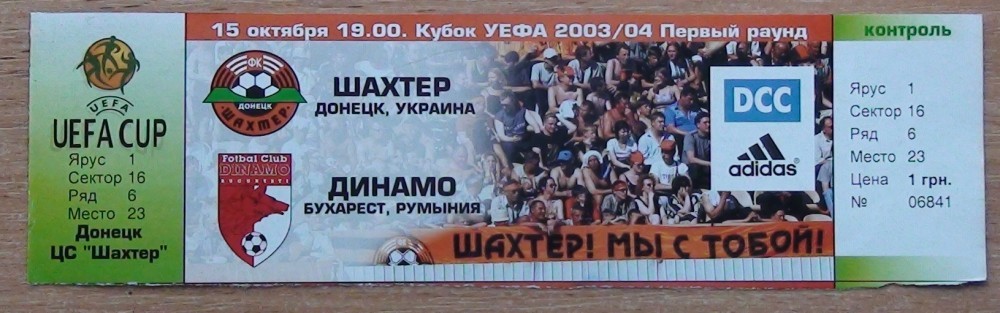 15 октября 19.00. Кубок УЕФА 2003/04 Первый раунд
UEFA
UEFA CUP
Ярус 1
Сектор 16
Ряд 6
Место 23
Донецк
ЦС "Шахтер"
ФК
ДОНЕЦК
ШАХТЕР
ШАХТЕР
ДОНЕЦК, УКРАИНА
Fotbal Club
DINAMO
BUCURESTI
ДИНАМО
БУХАРЕСТ, РУМЫНИЯ
DCC
adidas
ШАХТЕР! МЫ С ТОБОЙ!
контроль
Ярус 1
Сектор 16
Ряд 6
Место 23
Цена 1 грн.
№ 06841